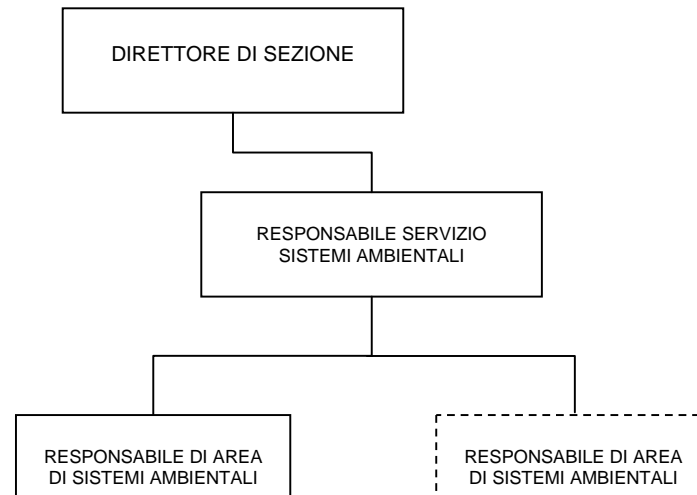 DIRETTORE DI SEZIONE
RESPONSABILE SERVIZIO
SISTEMI AMBIENTALI
RESPONSABILE DI AREA
DI SISTEMI AMBIENTALI
RESPONSABILE DI AREA
DI SISTEMI AMBIENTALI